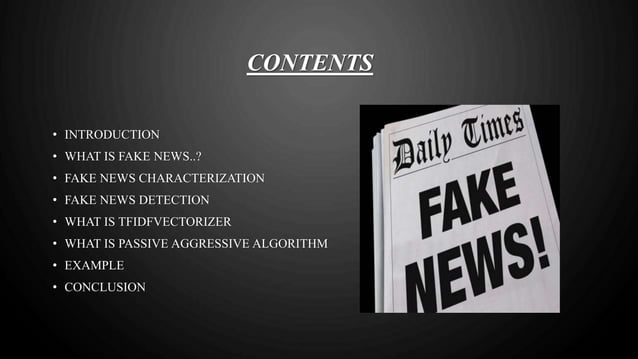 CONTENTS
• INTRODUCTION
• WHAT IS FAKE NEWS..?
• FAKE NEWS CHARACTERIZATION
• FAKE NEWS DETECTION
• WHAT IS TFIDFVECTORIZER
• WHAT IS PASSIVE AGGRESSIVE ALGORITHM
• EXAMPLE
• CONCLUSION
Daily Times
FAKE
NEWS!